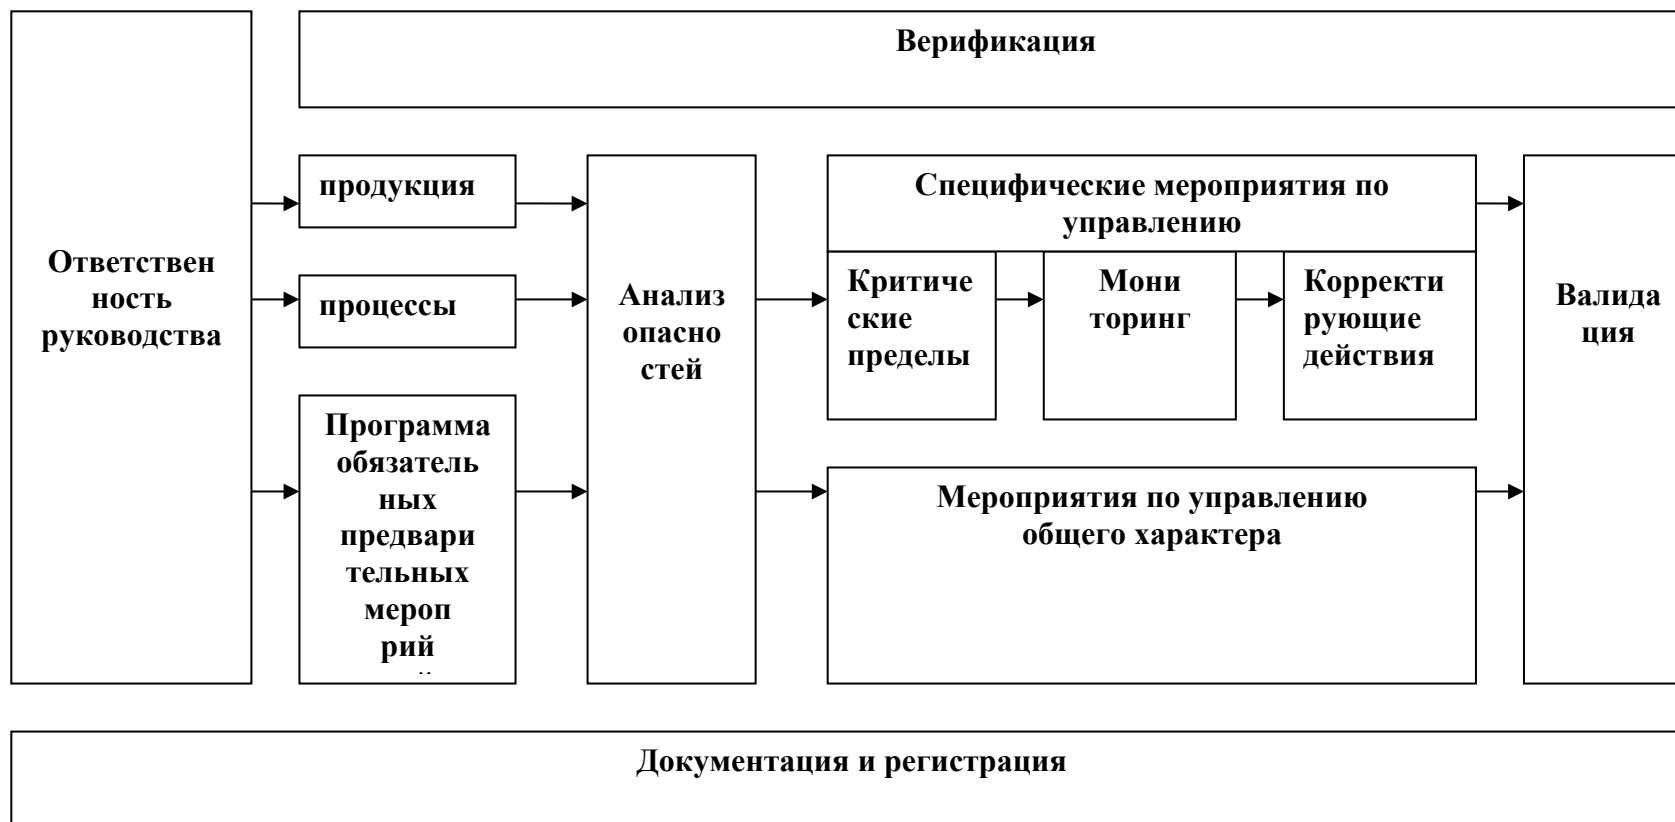 Верификация
продукция
Специфические мероприятия по
управлению
Ответствен
ность
руководства
процессы
Анализ
опасно
стей
Критиче
ские
пределы
Мони
торинг
Корректи
рующие
действия
Валида
ция
Программа
обязатель
ных
предвари
тельных
мероп
рий
Мероприятия по управлению
общего характера
Документация и регистрация